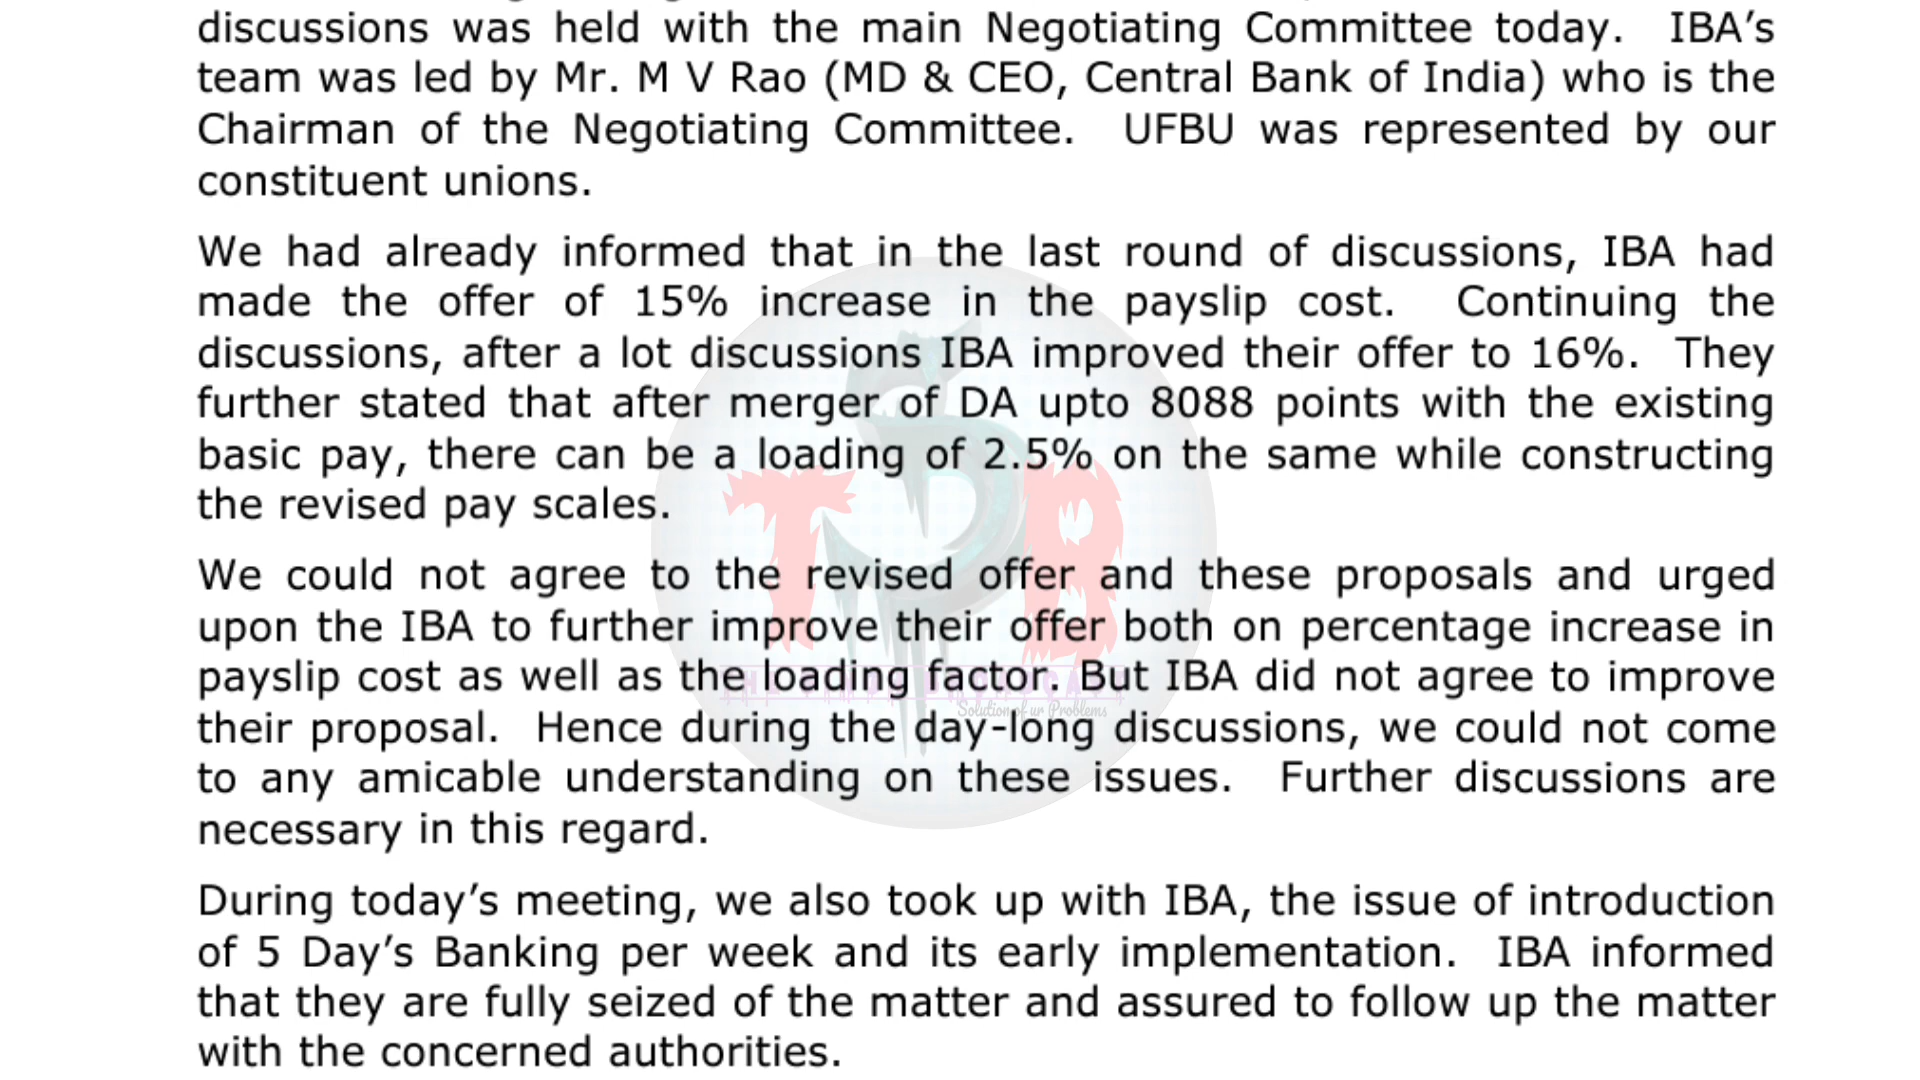 discussions was held with the main Negotiating Committee today. IBA’s
team was led by Mr. M V Rao (MD & CEO, Central Bank of India) who is the
Chairman of the Negotiating Committee. UFBU was represented by our
constituent unions.
We had already informed that in the last round of discussions, IBA had
made the offer of 15% increase in the payslip cost. Continuing the
discussions, after a lot discussions IBA improved their offer to 16%. They
further stated that after merger of DA upto 8088 points with the existing
basic pay, there can be a loading of 2.5% on the same while constructing
the revised pay scales.
TBB
We could not agree to the revised offer and these proposals and urged
upon the IBA to further improve their offer both on percentage increase in
payslip cost as well as the loading factor. But IBA did not agree to improve
Solution of ur Problems
their proposal. Hence during the day-long discussions, we could not come
to any amicable understanding on these issues. Further discussions are
necessary in this regard.
During today’s meeting, we also took up with IBA, the issue of introduction
of 5 Day’s Banking per week and its early implementation. IBA informed
that they are fully seized of the matter and assured to follow up the matter
with the concerned authorities.